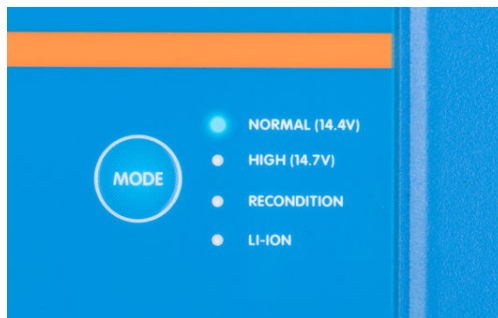 MODE
NORMAL (14.4V)
HIGH (14.7V)
RECONDITION
LI-ION